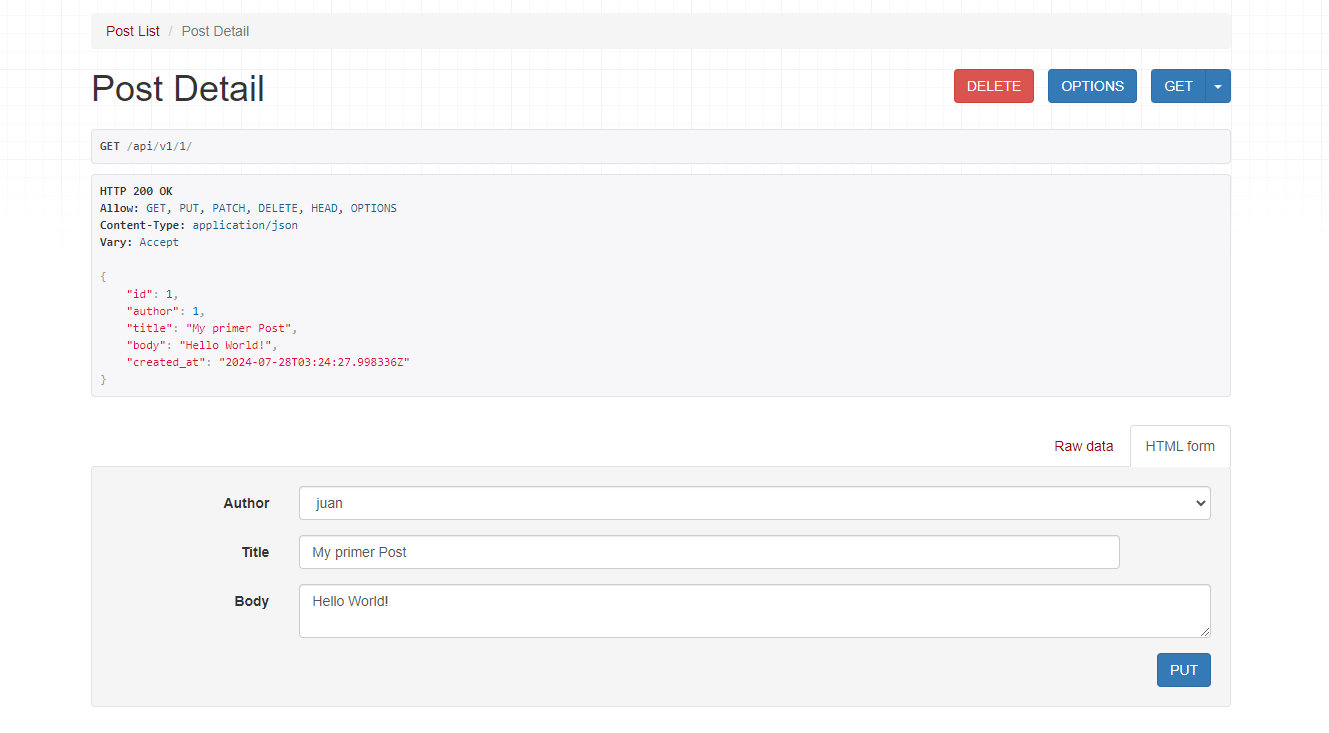 Post List / Post Detail
Post Detail
DELETE OPTIONS GET
GET /api/v1/1/
HTTP 200 OK
Allow: GET, PUT, PATCH, DELETE, HEAD, OPTIONS
Content-Type: application/json
Vary: Accept
{
"id": 1,
"author": 1,
"title": "My primer Post",
"body": "Hello World!",
"created_at": "2024-07-28T03:24:27.998336Z"
}
Raw data HTML form
Author juan
Title My primer Post
Body Hello World!
PUT